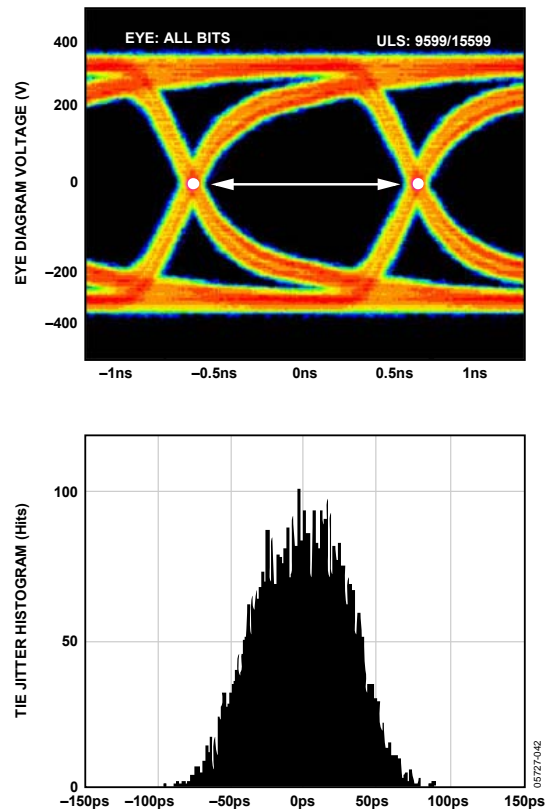 EYE: ALL BITS
ULS: 9599/15599
EYE DIAGRAM VOLTAGE (V)
400
200
0
–200
–400
–1ns –0.5ns 0ns 0.5ns 1ns
TIE JITTER HISTOGRAM (Hits)
100
50
0
–150ps –100ps –50ps 0ps 50ps 100ps 150ps
05727-042